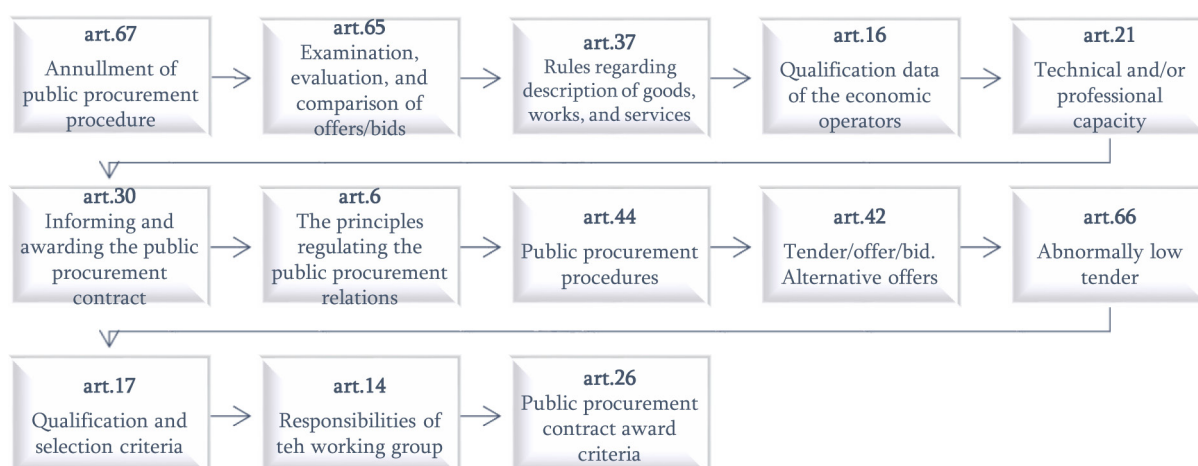 art.67
Annullment of
public procurement
procedure
art.65
Examination,
evaluation, and
comparison of
offers/bids
art.37
Rules regarding
description of goods,
works, and services
art.16
Qualification data
of the economic
operators
art.21
Technical and/or
professional
capacity
art.30
Informing and
awarding the public
procurement
contract
art.6
The principles
regulating the
public procurement
relations
art.44
Public procurement
procedures
art.42
Tender/offer/bid.
Alternative offers
art.66
Abnormally low
tender
art.17
Qualification and
selection criteria
art.14
Responsibilities of
teh working group
art.26
Public procurement
contract award
criteria